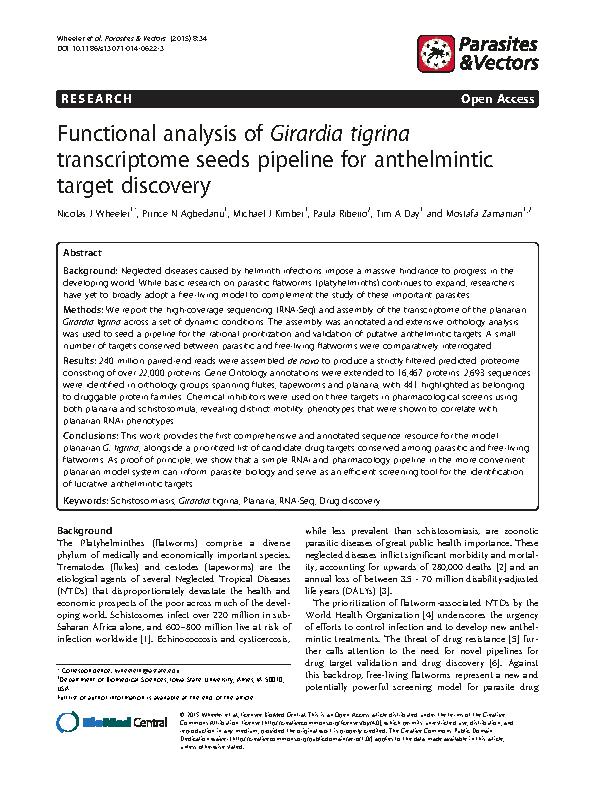 Wheeler et al. Parasites & Vectors (2015) 8:34
DOI 10.1186/s13071-014-0622-3
Parasites
&Vectors
RESEARCH
Open Access
Functional analysis of Girardia tigrina
transcriptome seeds pipeline for anthelmintic
target discovery
Nicolas J Wheeler1*, Prince N Agbedanu1, Michael J Kimber1, Paula Ribeiro2, Tim A Day1 and Mostafa Zamanian1,2
Abstract
Background: Neglected diseases caused by helminth infections impose a massive hindrance to progress in the
developing world. While basic research on parasitic flatworms (platyhelminths) continues to expand, researchers
have yet to broadly adopt a free-living model to complement the study of these important parasites.
Methods: We report the high-coverage sequencing (RNA-Seq) and assembly of the transcriptome of the planarian
Girardia tigrina across a set of dynamic conditions. The assembly was annotated and extensive orthology analysis
was used to seed a pipeline for the rational prioritization and validation of putative anthelmintic targets. A small
number of targets conserved between parasitic and free-living flatworms were comparatively interrogated.
Results: 240 million paired-end reads were assembled de novo to produce a strictly filtered predicted proteome
consisting of over 22,000 proteins. Gene Ontology annotations were extended to 16,467 proteins. 2,693 sequences
were identified in orthology groups spanning flukes, tapeworms and planaria, with 441 highlighted as belonging
to druggable protein families. Chemical inhibitors were used on three targets in pharmacological screens using
both planaria and schistosomula, revealing distinct motility phenotypes that were shown to correlate with
planarian RNAi phenotypes.
Conclusions: This work provides the first comprehensive and annotated sequence resource for the model
planarian G. tigrina, alongside a prioritized list of candidate drug targets conserved among parasitic and free-living
flatworms. As proof of principle, we show that a simple RNAi and pharmacology pipeline in the more convenient
planarian model system can inform parasite biology and serve as an efficient screening tool for the identification
of lucrative anthelmintic targets.
Keywords: Schistosomiasis, Girardia tigrina, Planaria, RNA-Seq, Drug discovery
Background
The Platyhelminthes (flatworms) comprise a diverse
phylum of medically and economically important species.
Trematodes (flukes) and cestodes (tapeworms) are the
etiological agents of several Neglected Tropical Diseases
(NTDs) that disproportionately devastate the health and
economic prospects of the poor across much of the devel-
oping world. Schistosomes infect over 220 million in sub-
Saharan Africa alone, and 600–800 million live at risk of
infection worldwide [1]. Echinococcosis and cysticercosis,
* Correspondence: wheelern@iastate.edu
1Department of Biomedical Sciences, Iowa State University, Ames, IA 50010,
USA
Full list of author information is available at the end of the article
while less prevalent than schistosomiasis, are zoonotic
parasitic diseases of great public health importance. These
neglected diseases inflict significant morbidity and mortal-
ity, accounting for upwards of 280,000 deaths [2] and an
annual loss of between 3.5 - 70 million disability-adjusted
life years (DALYs) [3].
The prioritization of flatworm-associated NTDs by the
World Health Organization [4] underscores the urgency
of efforts to control infection and to develop new anthel-
mintic treatments. The threat of drug resistance [5] fur-
ther calls attention to the need for novel pipelines for
drug target validation and drug discovery [6]. Against
this backdrop, free-living flatworms represent a new and
potentially powerful screening model for parasite drug
BioMed Central
© 2015 Wheeler et al.; licensee BioMed Central. This is an Open Access article distributed under the terms of the Creative
Commons Attribution License (http://creativecommons.org/licenses/by/4.0), which permits unrestricted use, distribution, and
reproduction in any medium, provided the original work is properly credited. The Creative Commons Public Domain
Dedication waiver (http://creativecommons.org/publicdomain/zero/1.0/) applies to the data made available in this article,
unless otherwise stated.